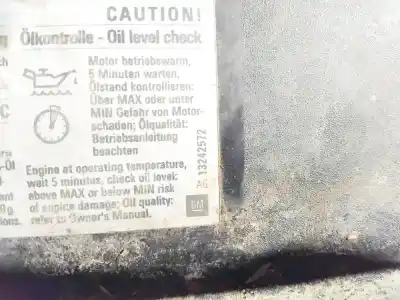 CAUTION!
Ölkontrolle - Oil level check
Motor betriebswarm,
5 Minuten warten,
Ölstand kontrollieren:
Über MAX oder unter
MIN Gefahr von Motor-
schaden; Ölqualität:
Betriebsanleitung
beachten
Engine at operating temperature,
wait 5 minutes, check oil level:
above MAX or below MIN risk
of engine damage; Oil quality:
refer to Owner's Manual.
13242572
GM